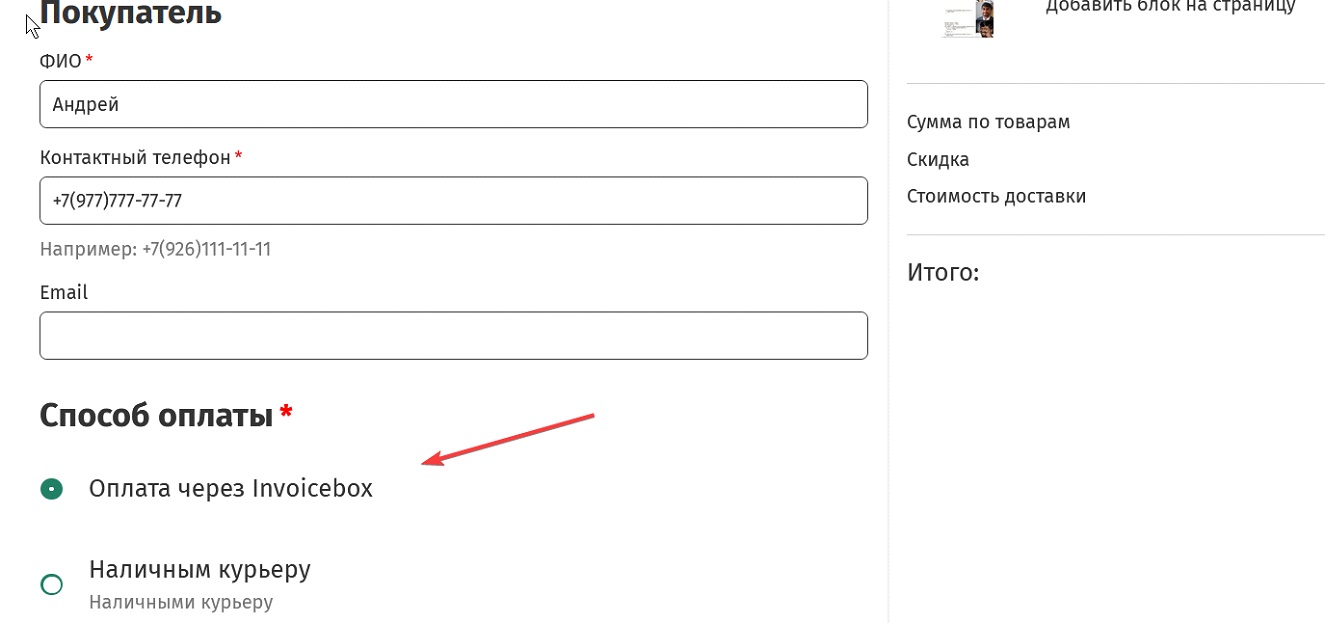 Покупатель
ФИО *
Андрей
Контактный телефон *
+7(977)777-77-77
Например: +7(926)111-11-11
Email
Способ оплаты *
Оплата через Invoicebox
Наличным курьеру
Наличными курьеру
Добавить блок на страницу
Сумма по товарам
Скидка
Стоимость доставки
Итого: